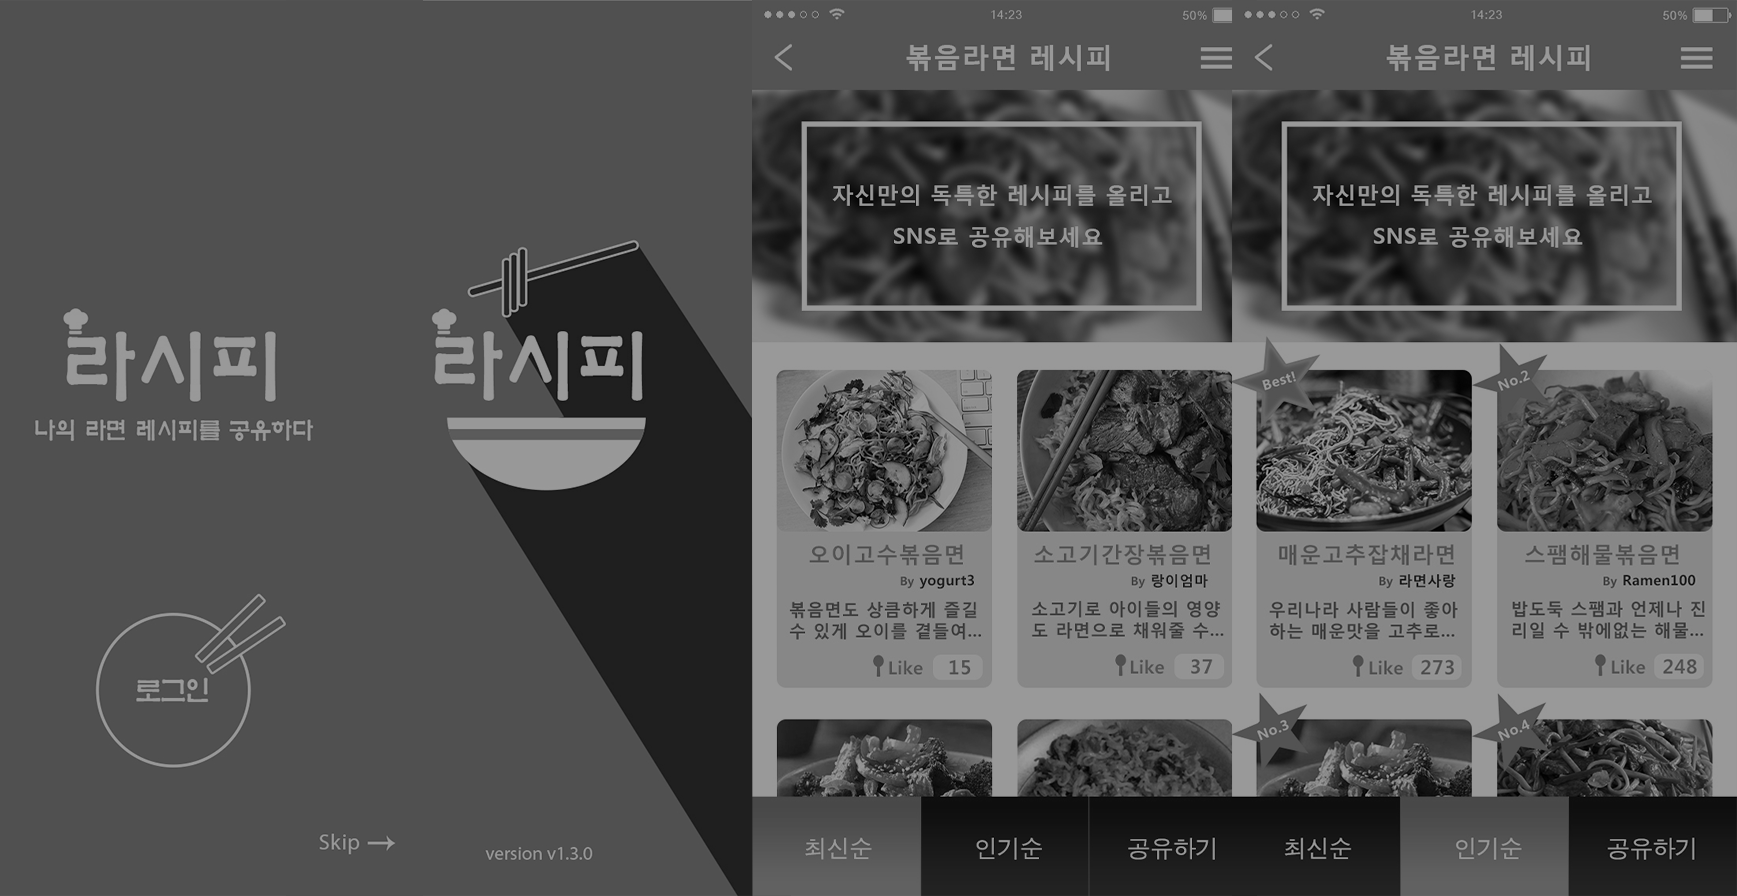 라시피
나의 라면 레시피를 공유하다
로그인
Skip
라시피
version v1.3.0
14:23
50%
볶음라면 레시피
자신만의 독특한 레시피를 올리고
SNS로 공유해보세요
오이고수볶음면
By yogurt3
볶음면도 상큼하게 즐길
수 있게 오이를 곁들여...
Like 15
소고기간장볶음면
By 랑이엄마
소고기로 아이들의 영양
도 라면으로 채워줄 수...
Like 37
최신순
인기순
공유하기
14:23
50%
볶음라면 레시피
자신만의 독특한 레시피를 올리고
SNS로 공유해보세요
Best!
매운고추잡채라면
By 라면사랑
우리나라 사람들이 좋아
하는 매운맛을 고추로...
Like 273
No.2
스팸해물볶음면
By Ramen100
밥도둑 스팸과 언제나 진
리일 수 밖에없는 해물...
Like 248
No.3
No.4
최신순
인기순
공유하기